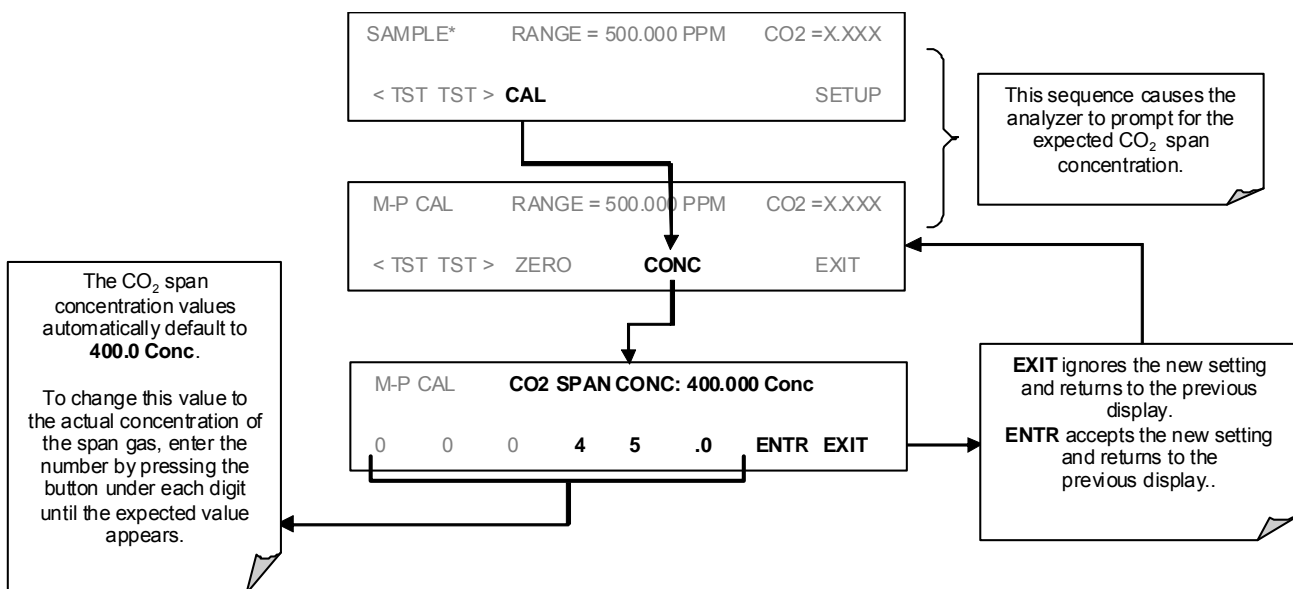 SAMPLE* RANGE = 500.000 PPM CO2 =X.XXX
< TST TST > CAL SETUP
This sequence causes the
analyzer to prompt for the
expected CO₂ span
concentration.
M-P CAL RANGE = 500.000 PPM CO2 =X.XXX
< TST TST > ZERO CONC EXIT
The CO₂ span
concentration values
automatically default to
400.0 Conc.
To change this value to
the actual concentration of
the span gas, enter the
number by pressing the
button under each digit
until the expected value
appears.
M-P CAL CO2 SPAN CONC: 400.000 Conc
0 0 0 4 5 .0 ENTR EXIT
EXIT ignores the new setting
and returns to the previous
display.
ENTR accepts the new setting
and returns to the
previous display..